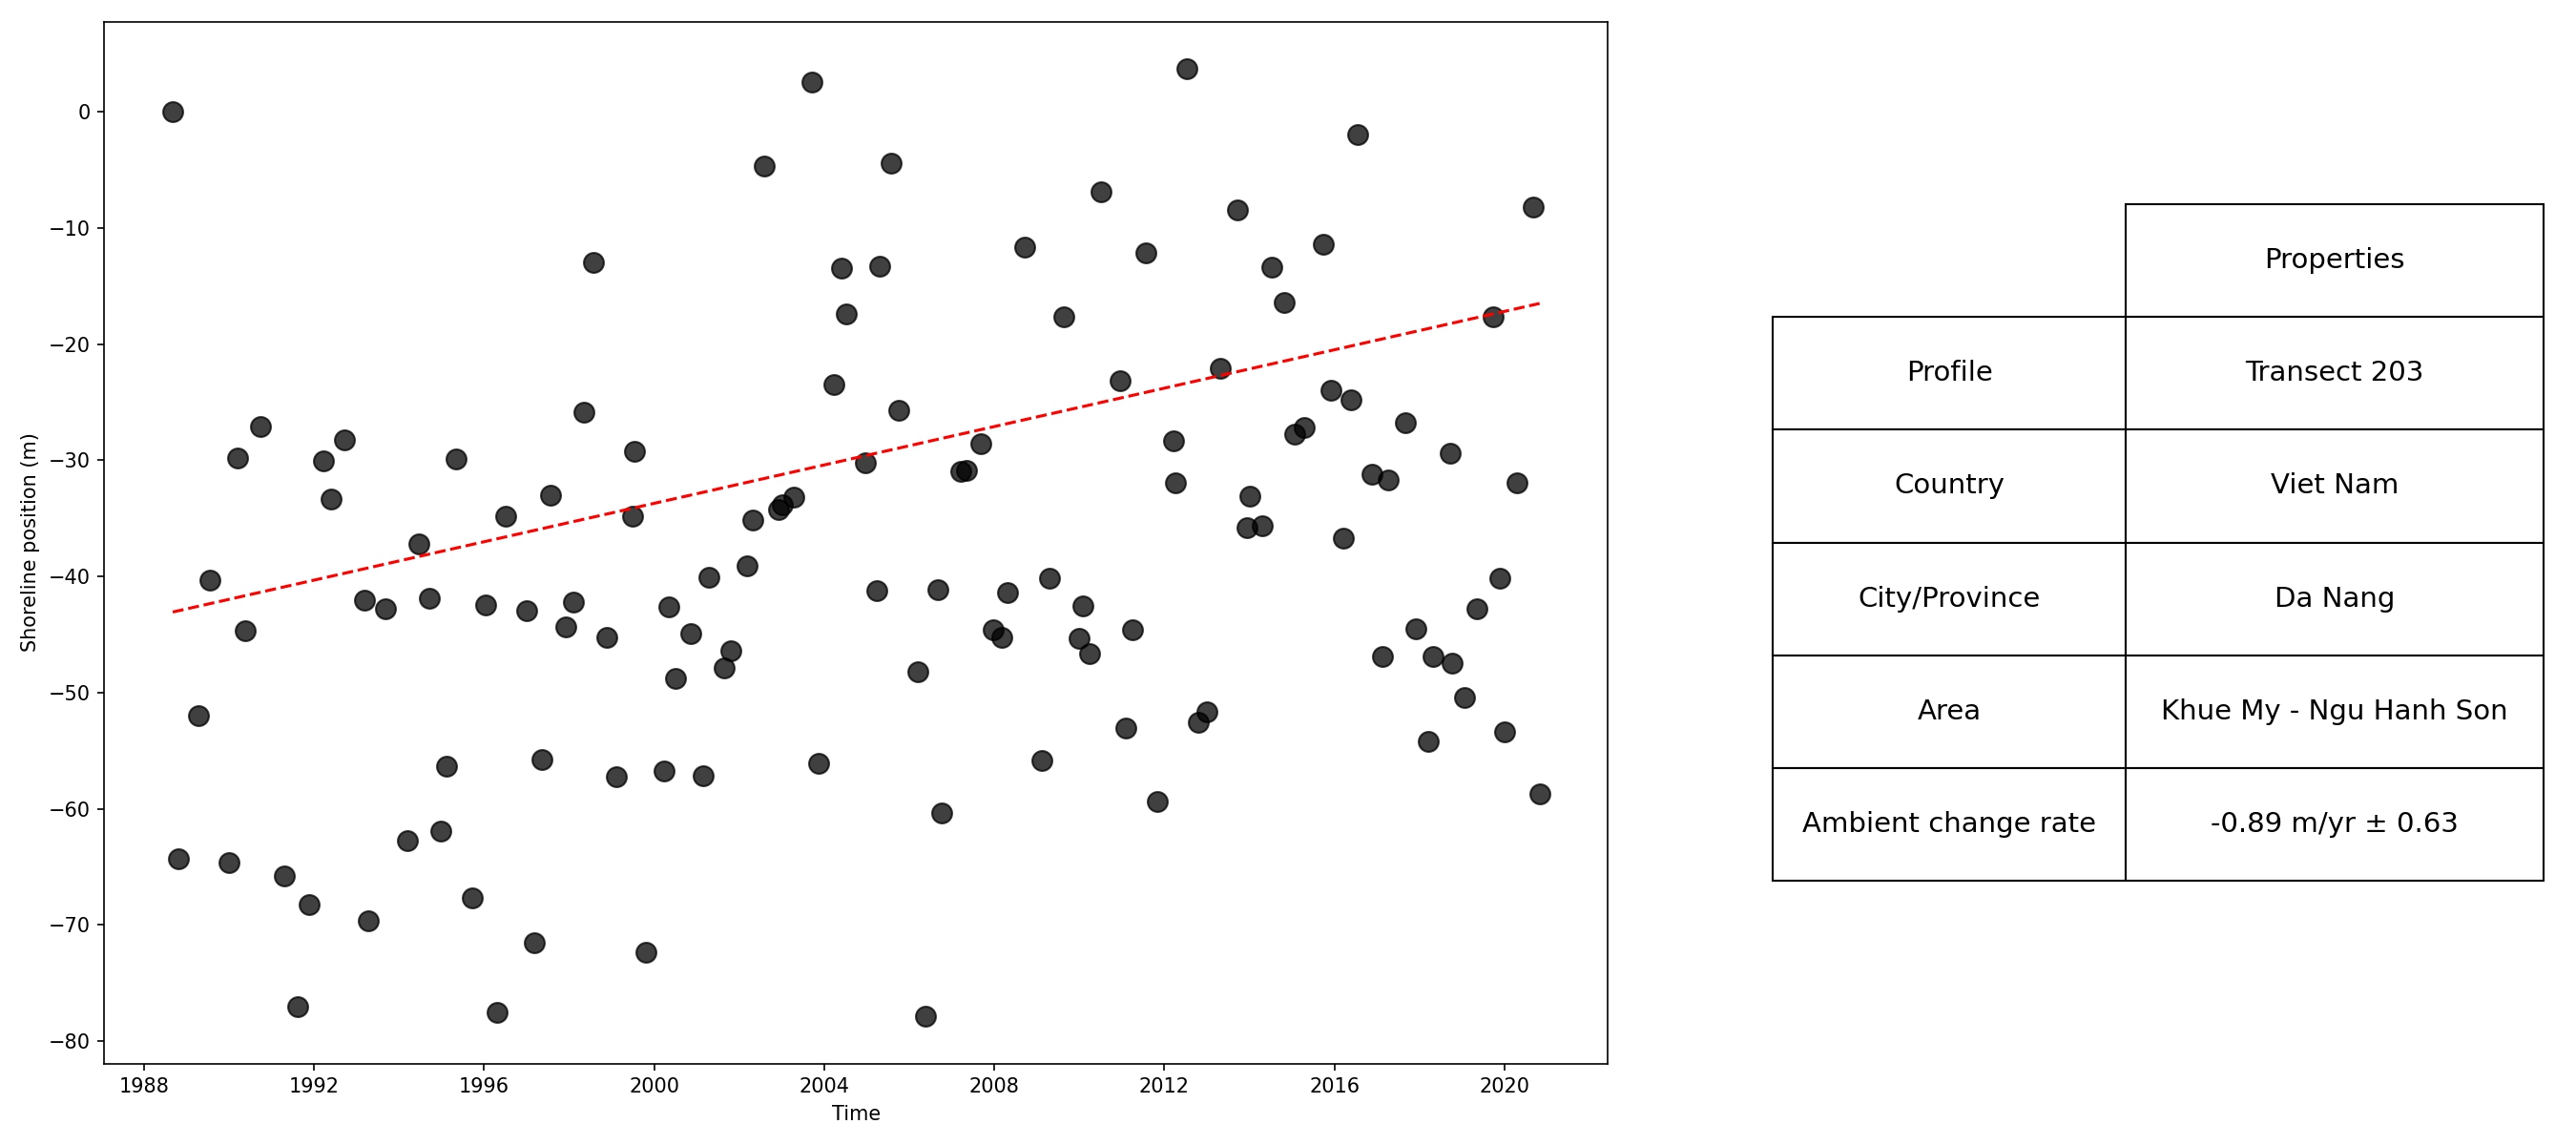 0
−10
−20
−30
−40
−50
−60
−70
−80
Shoreline position (m)
1988 1992 1996 2000 2004 2008 2012 2016 2020
Time
Properties
Profile Transect 203
Country Viet Nam
City/Province Da Nang
Area Khue My - Ngu Hanh Son
Ambient change rate -0.89 m/yr ± 0.63